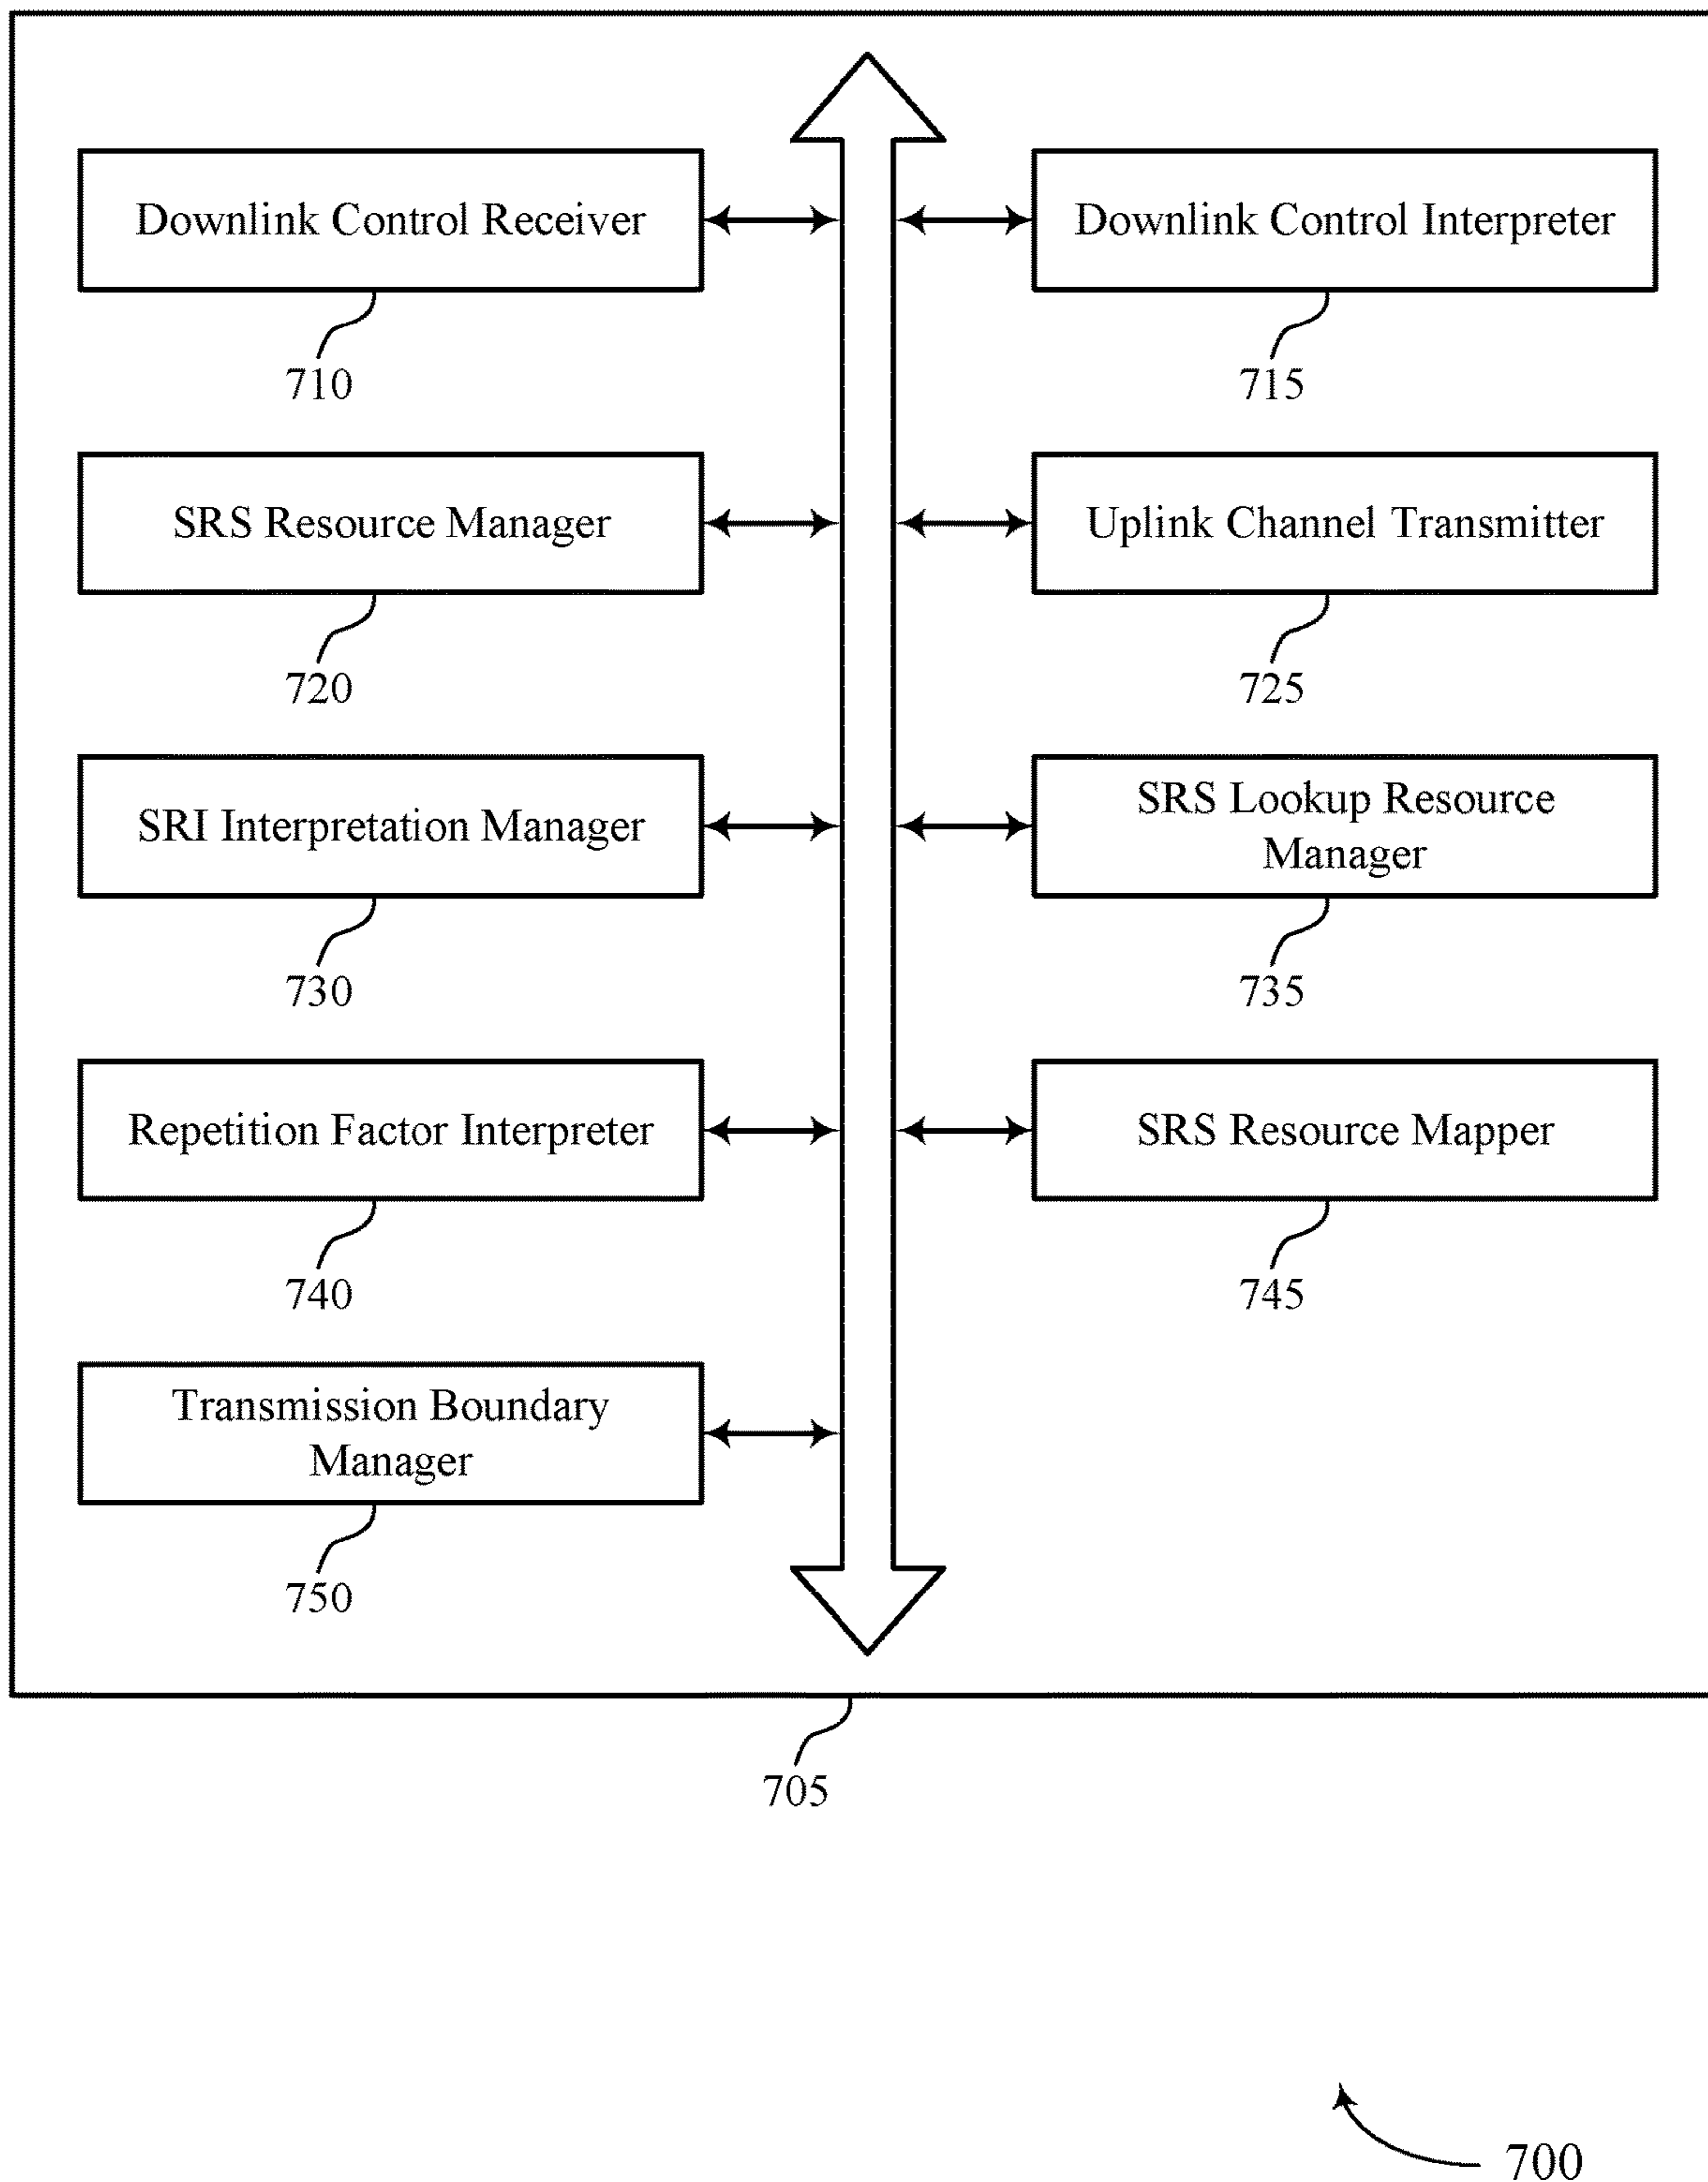 Downlink Control Receiver
710
Downlink Control Interpreter
715
SRS Resource Manager
720
Uplink Channel Transmitter
725
SRI Interpretation Manager
730
SRS Lookup Resource
Manager
735
Repetition Factor Interpreter
740
SRS Resource Mapper
745
Transmission Boundary
Manager
750
705
700